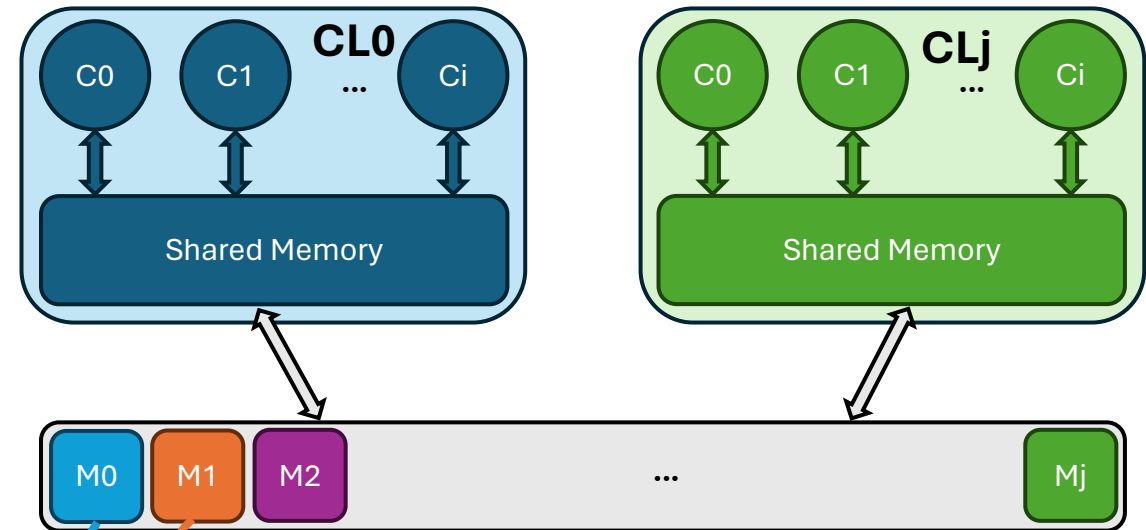 CL0
C0 C1 ... Ci
Shared Memory
CLj
C0 C1 ... Ci
Shared Memory
M0 M1 M2 ... Mj